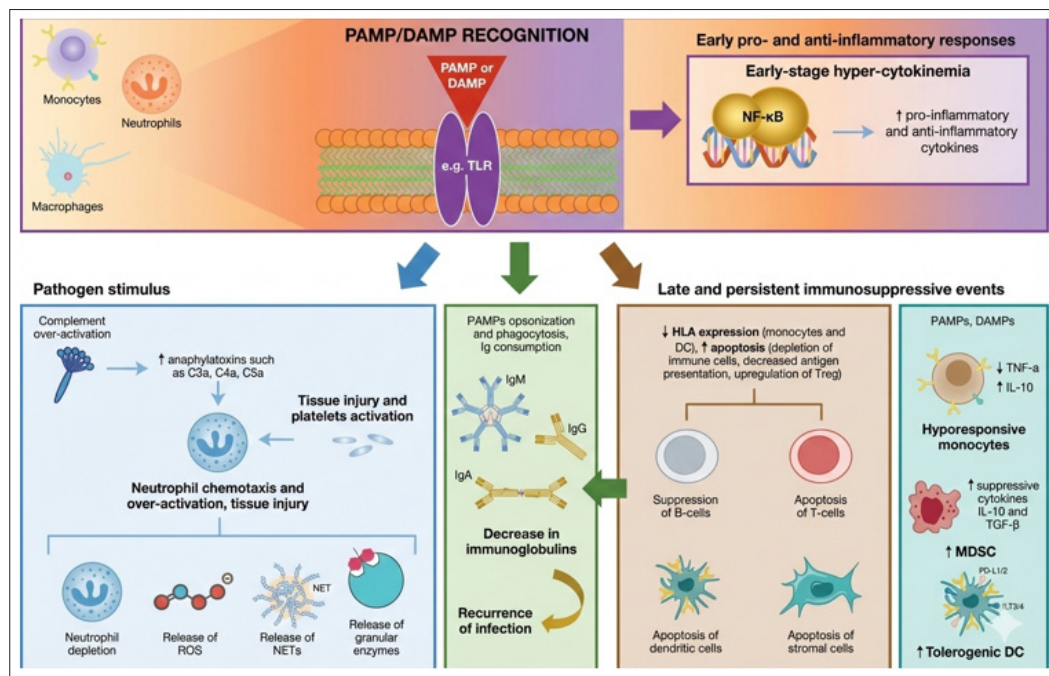 PAMP/DAMP RECOGNITION
Monocytes
Neutrophils
Macrophages
PAMP or
DAMP
e.g. TLR
Early pro- and anti-inflammatory responses
Early-stage hyper-cytokinemia
NF-κB
↑ pro-inflammatory
and anti-inflammatory
cytokines
Pathogen stimulus
Complement
over-activation
↑ anaphylatoxins such
as C3a, C4a, C5a
Tissue injury and
platelets activation
Neutrophil chemotaxis and
over-activation, tissue injury
Neutrophil
depletion
Release of
ROS
NET
Release of
NETs
Release of
granular
enzymes
PAMPs opsonization
and phagocytosis,
Ig consumption
IgM
IgG
IgA
Decrease in
immunoglobulins
Recurrence
of infection
Late and persistent immunosuppressive events
↓ HLA expression (monocytes and
DC), ↑ apoptosis (depletion of
immune cells, decreased antigen
presentation, upregulation of Treg)
Suppression
of B-cells
Apoptosis
of T-cells
Apoptosis of
dendritic cells
Apoptosis of
stromal cells
PAMPs, DAMPs
↓ TNF-a
↑ IL-10
Hyporesponsive
monocytes
↑ suppressive
cytokines
IL-10 and
TGF-β
↑ MDSC
PD-L1/2
ILT3/4
↑ Tolerogenic DC